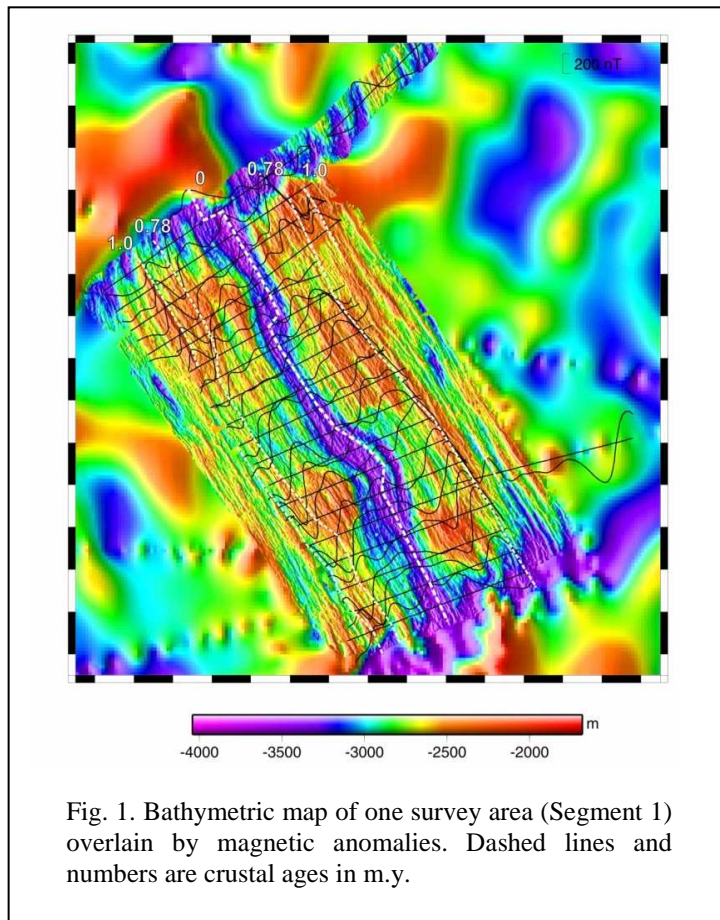 200 nT
0.78
1.0
0
0.78
1.0
m
-4000 -3500 -3000 -2500 -2000
Fig. 1. Bathymetric map of one survey area (Segment 1)
overlain by magnetic anomalies. Dashed lines and
numbers are crustal ages in m.y.